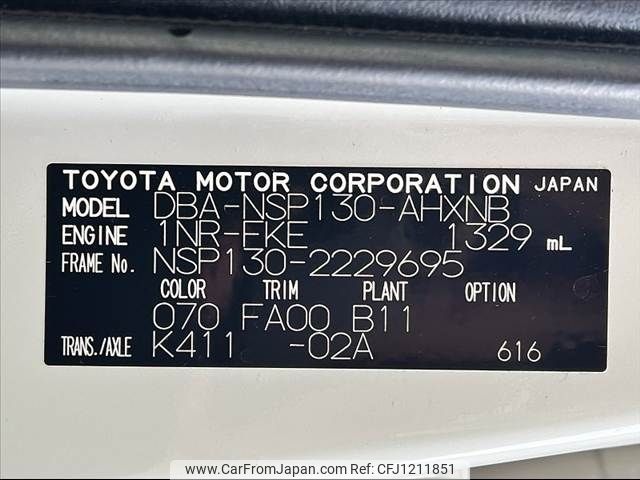 TOYOTA MOTOR CORPORATION JAPAN
MODEL DBA-NSP130-AHXNB
ENGINE 1NR-FKE 1329 mL
FRAME No. NSP130-2229695
COLOR TRIM PLANT OPTION
070 FA00 B11
TRANS./AXLE K411 -02A 616
www.CarFromJapan.com - CFJ1211851